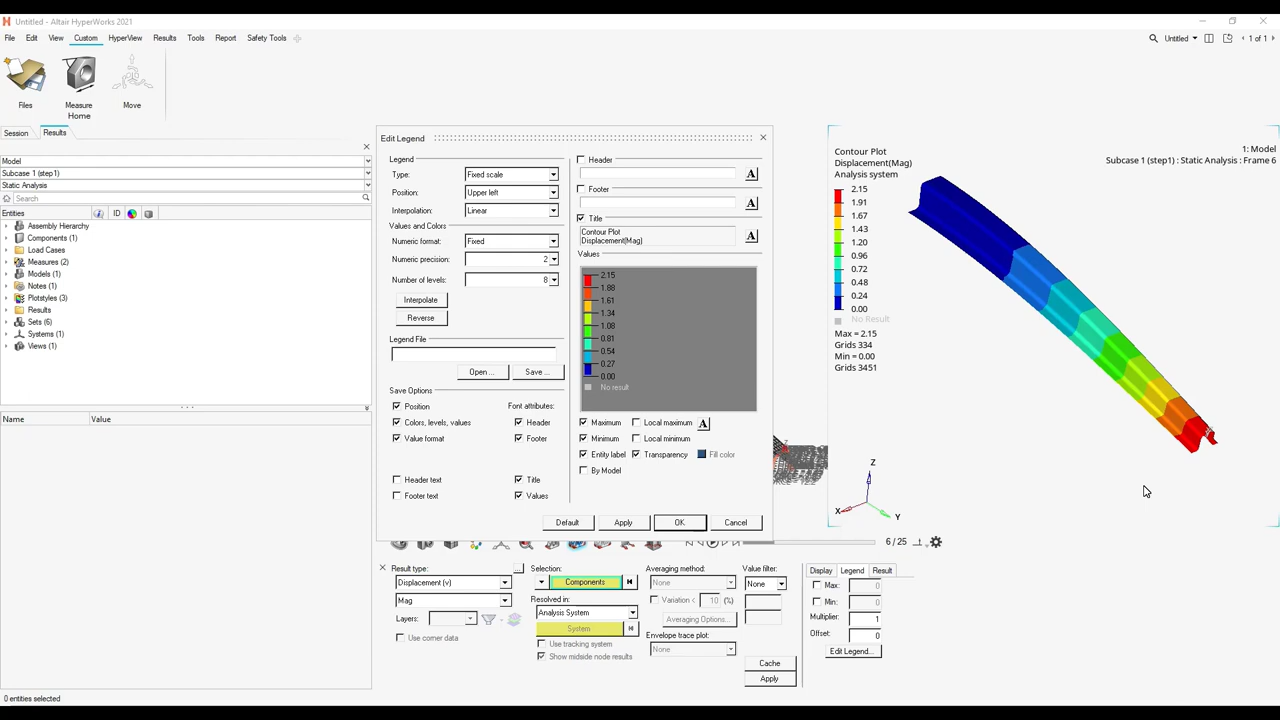 Untitled - Altair HyperWorks 2021
File Edit View Custom HyperView Results Tools Report Safety Tools
Untitled 1 of 1
Files Measure Move
Home
Session Results
Model
Subcase 1 (step1)
Static Analysis
Search
Entities ID
Assembly Hierarchy
Components (1)
Load Cases
Measures (2)
Models (1)
Notes (1)
Plotstyles (3)
Results
Sets (6)
Systems (1)
Views (1)
Name Value
0 entities selected
Edit Legend
Legend
Type: Fixed scale
Position: Upper left
Interpolation: Linear
Values and Colors
Numeric format: Fixed
Numeric precision: 2
Number of levels: 8
Interpolate
Reverse
Legend File
Open ... Save ...
Save Options
Font attributes:
Position
Colors, levels, values
Value format
Header
Footer
Header text
Footer text
Title
Values
Header
A
Footer
A
Title
Contour Plot
Displacement(Mag)
A
Values
2.15
1.88
1.61
1.34
1.08
0.81
0.54
0.27
0.00
No result
Maximum Local maximum A
Minimum Local minimum
Entity label Transparency Fill color
By Model
Default Apply OK Cancel
Contour Plot
Displacement(Mag)
Analysis system
2.15
1.91
1.67
1.43
1.20
0.96
0.72
0.48
0.24
0.00
No Result
Max = 2.15
Grids 334
Min = 0.00
Grids 3451
1: Model
Subcase 1 (step1) : Static Analysis : Frame 6
Z
X
Y
6 / 25
Result type:
Displacement (v)
Mag
Layers:
Use corner data
Selection:
Components
Resolved in:
Analysis System
System
Use tracking system
Show midside node results
Averaging method:
None
Variation < 10 (%)
Averaging Options...
Envelope trace plot:
None
Value filter:
None
Cache
Apply
Display Legend Result
Max: 0
Min: 0
Multiplier: 1
Offset: 0
Edit Legend...